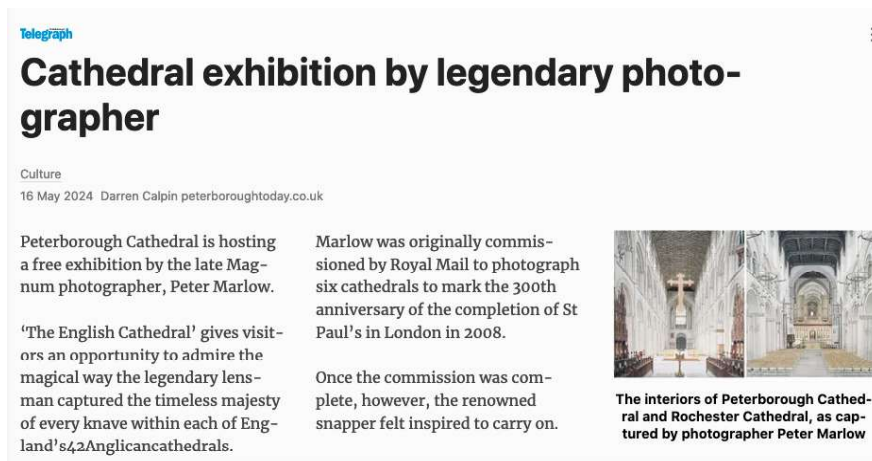 Telegraph
Cathedral exhibition by legendary photo-
grapher
Culture
16 May 2024 Darren Calpin peterboroughtoday.co.uk
Peterborough Cathedral is hosting
a free exhibition by the late Mag-
num photographer, Peter Marlow.
‘The English Cathedral’ gives visit-
ors an opportunity to admire the
magical way the legendary lens-
man captured the timeless majesty
of every knave within each of Eng-
land’s42Anglicancathedrals.
Marlow was originally commis-
sioned by Royal Mail to photograph
six cathedrals to mark the 300th
anniversary of the completion of St
Paul’s in London in 2008.
Once the commission was com-
plete, however, the renowned
snapper felt inspired to carry on.
The interiors of Peterborough Cathed-
ral and Rochester Cathedral, as cap-
tured by photographer Peter Marlow